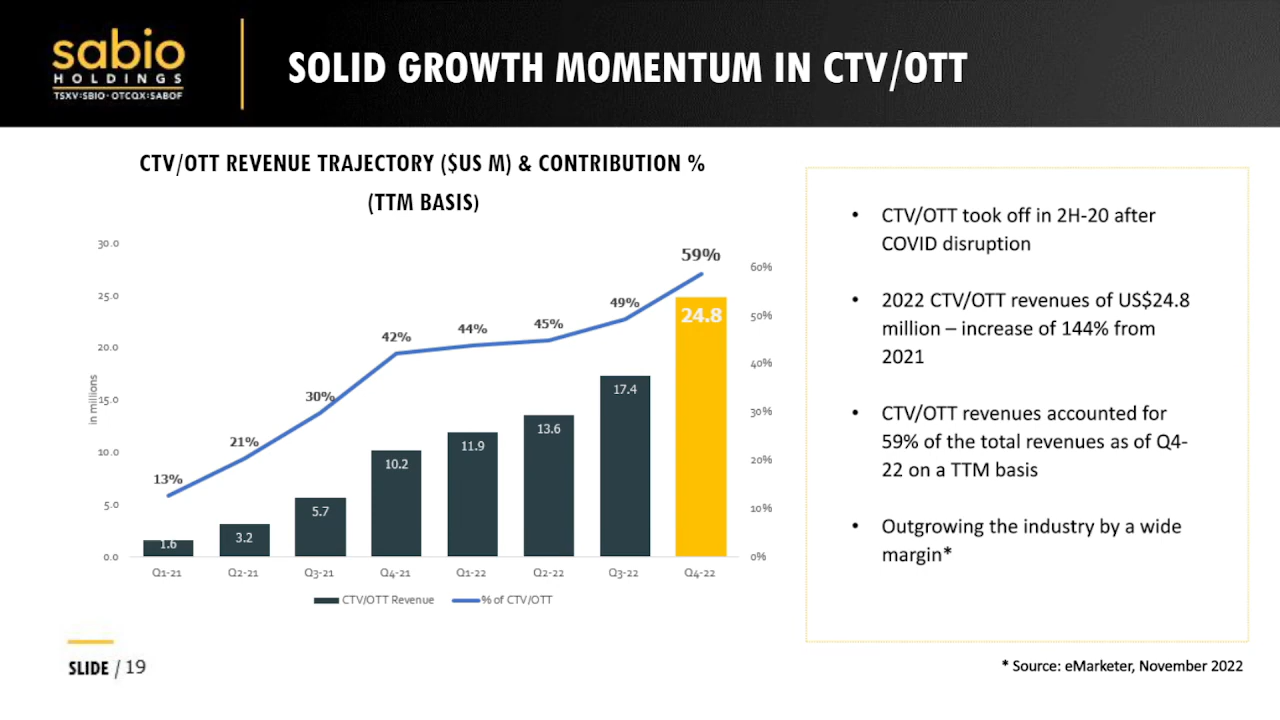 sabio
HOLDINGS
TSXV:SBIO · OTCQX:SABOF
SOLID GROWTH MOMENTUM IN CTV/OTT
CTV/OTT REVENUE TRAJECTORY ($US M) & CONTRIBUTION %
(TTM BASIS)
30.0
25.0
20.0
15.0
10.0
5.0
0.0
in millions
13%
21%
30%
42%
44%
45%
49%
59%
1.6
3.2
5.7
10.2
11.9
13.6
17.4
24.8
60%
50%
40%
30%
20%
10%
0%
Q1-21 Q2-21 Q3-21 Q4-21 Q1-22 Q2-22 Q3-22 Q4-22
CTV/OTT Revenue % of CTV/OTT
• CTV/OTT took off in 2H-20 after
COVID disruption
• 2022 CTV/OTT revenues of US$24.8
million – increase of 144% from
2021
• CTV/OTT revenues accounted for
59% of the total revenues as of Q4-
22 on a TTM basis
• Outgrowing the industry by a wide
margin*
SLIDE / 19
* Source: eMarketer, November 2022